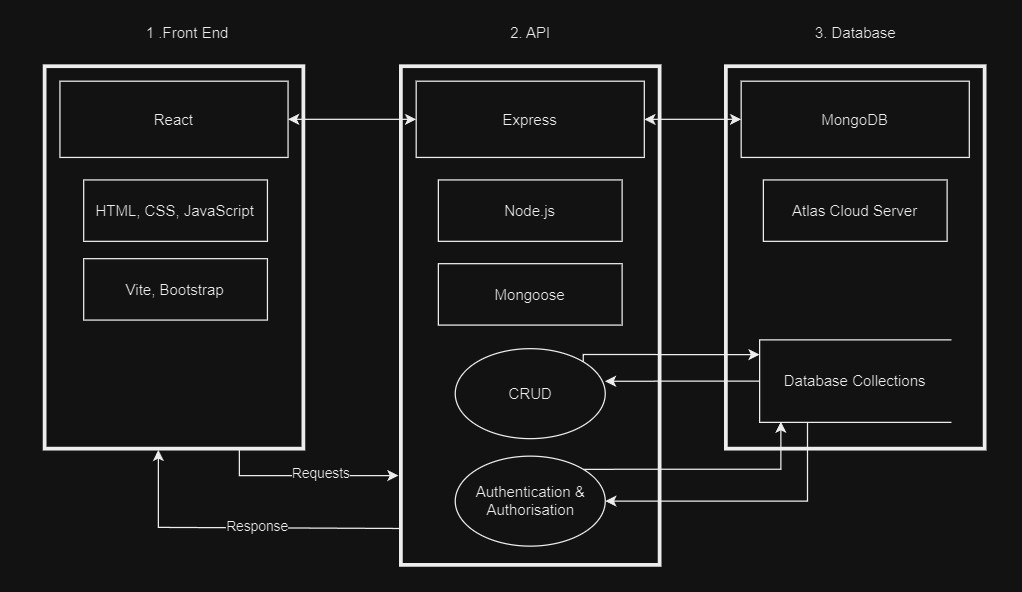 1 .Front End
2. API
3. Database
React
Express
MongoDB
HTML, CSS, JavaScript
Node.js
Atlas Cloud Server
Vite, Bootstrap
Mongoose
CRUD
Database Collections
Requests
Authentication &
Authorisation
Response